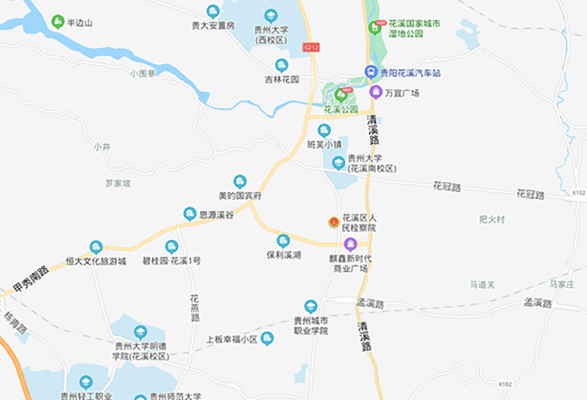 半边山
贵大安置房
贵州大学
(西校区)
花溪国家城市
湿地公园
G212
小围寨
吉林花园
贵阳花溪汽车站
万宜广场
花溪公园
清溪路
班芙小镇
小井
贵州大学
(花溪南校区)
罗家坡
美的国宾府
花冠路
花冠路
X102
思源溪谷
花溪区人
民检察院
把火村
恒大文化旅游城
碧桂园·花溪1号
保利溪湖
麒鑫新时代
商业广场
甲秀南路
马道关
马家庄
花燕路
孟溪路
孟溪路
X102
栋青路
贵州城市
职业学院
清溪路
贵州大学明德
学院(花溪校区)
上板幸福小区
贵州轻工职业
贵州师范大学